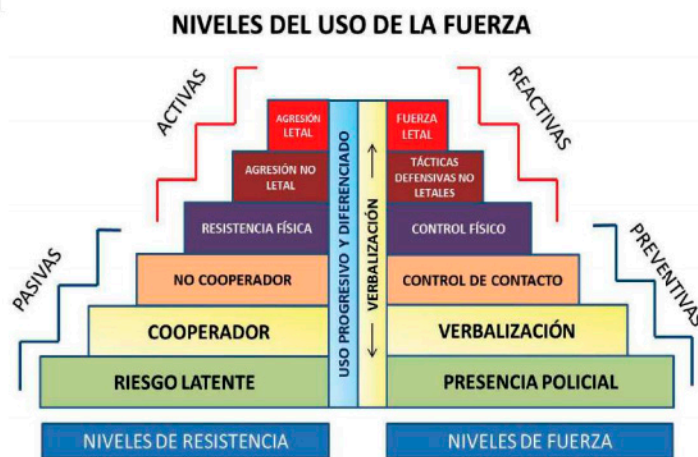 NIVELES DEL USO DE LA FUERZA
ACTIVAS
REACTIVAS
AGRESIÓN
LETAL
FUERZA
LETAL
AGRESIÓN NO
LETAL
TÁCTICAS
DEFENSIVAS NO
LETALES
RESISTENCIA FÍSICA
CONTROL FÍSICO
PASIVAS
PREVENTIVAS
NO COOPERADOR
CONTROL DE CONTACTO
COOPERADOR
VERBALIZACIÓN
RIESGO LATENTE
PRESENCIA POLICIAL
USO PROGRESIVO Y DIFERENCIADO
VERBALIZACIÓN
NIVELES DE RESISTENCIA
NIVELES DE FUERZA